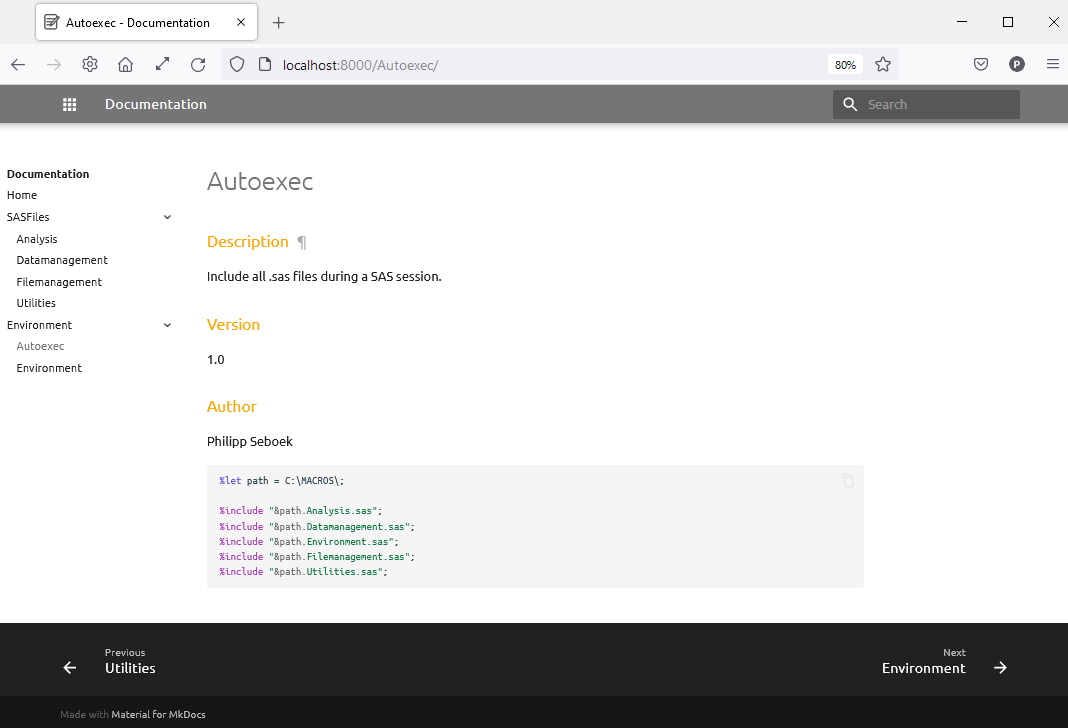 Autoexec - Documentation
localhost:8000/Autoexec/
80%
P
Documentation
Search
Documentation
Home
SASFiles
Analysis
Datamanagement
Filemanagement
Utilities
Environment
Autoexec
Environment
Autoexec
Description ¶
Include all .sas files during a SAS session.
Version
1.0
Author
Philipp Seboek
%let path = C:\MACROS\;
%include "&path.Analysis.sas";
%include "&path.Datamanagement.sas";
%include "&path.Environment.sas";
%include "&path.Filemanagement.sas";
%include "&path.Utilities.sas";
Previous
Utilities
Next
Environment
Made with Material for MkDocs